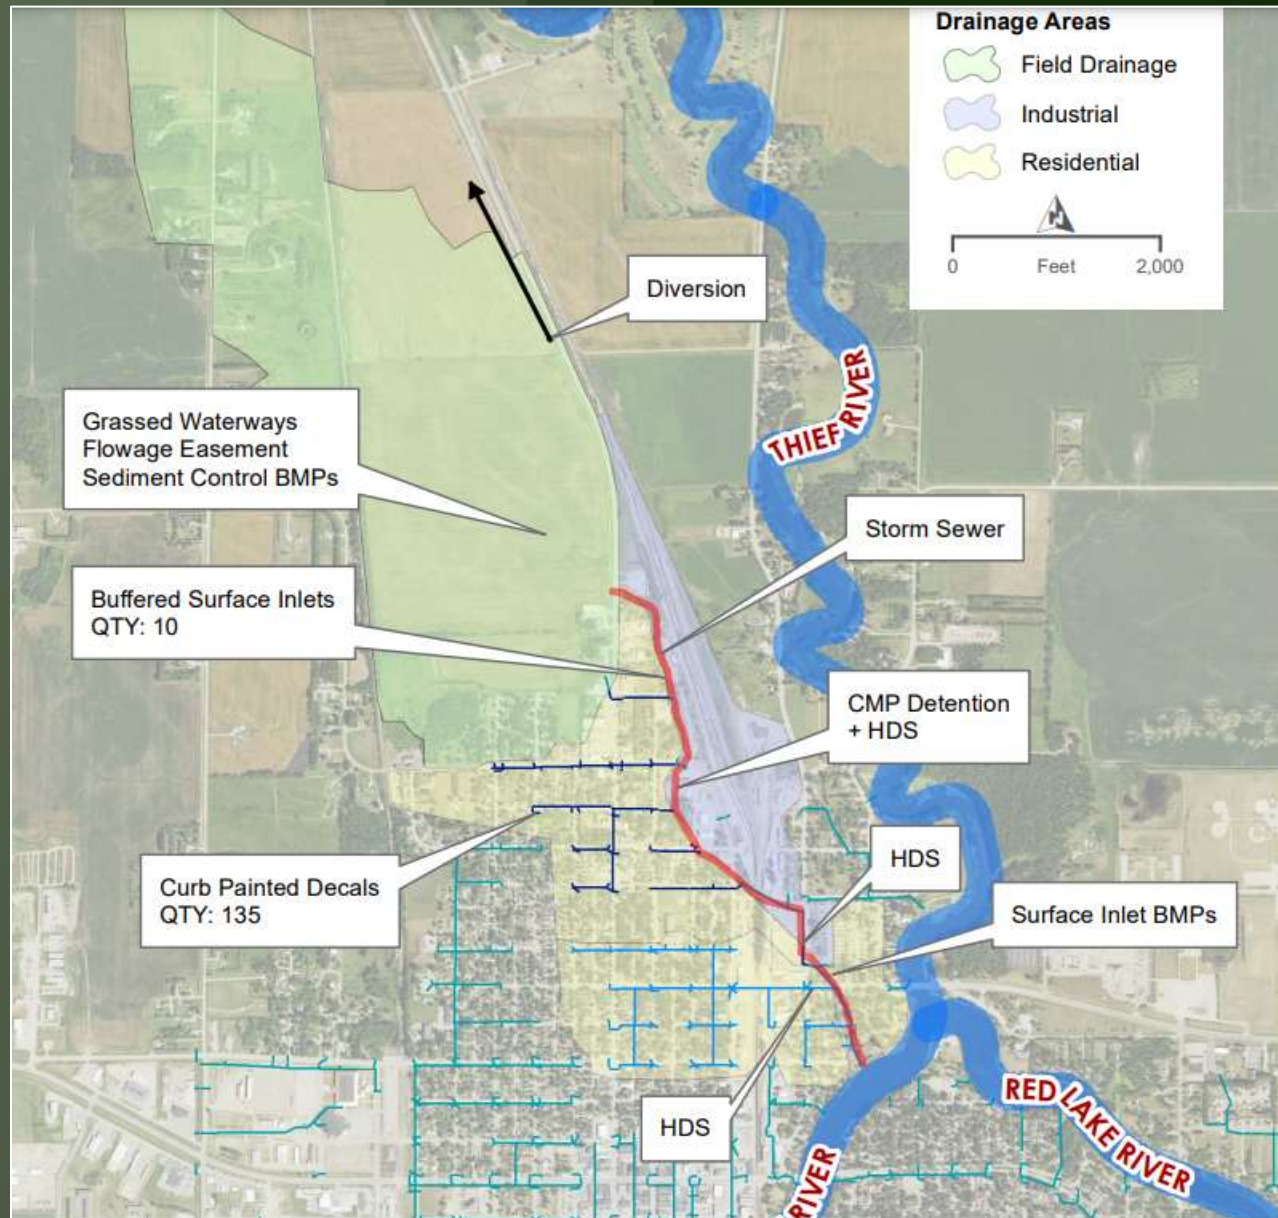 Drainage Areas
Field Drainage
Industrial
Residential
N
0 Feet 2,000
Diversion
THIEF RIVER
Grassed Waterways
Flowage Easement
Sediment Control BMPs
Storm Sewer
Buffered Surface Inlets
QTY: 10
CMP Detention
+ HDS
HDS
Curb Painted Decals
QTY: 135
Surface Inlet BMPs
HDS
RED LAKE RIVER
RIVER